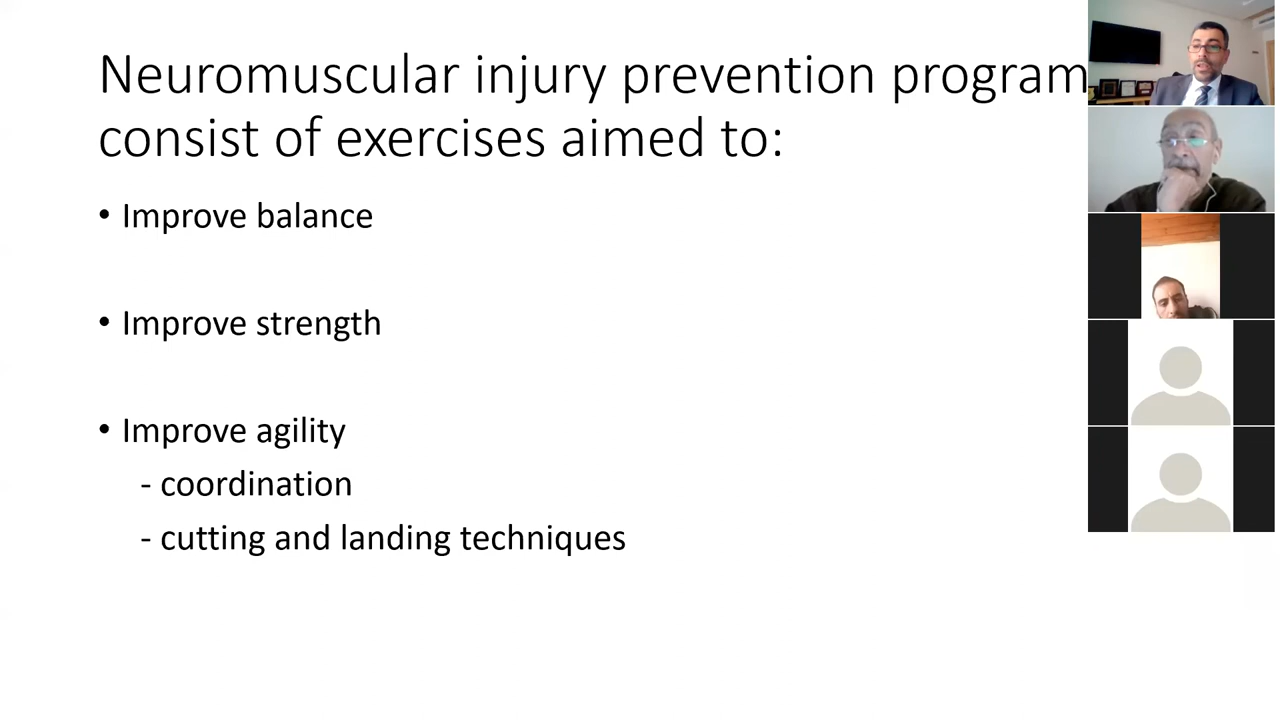 Neuromuscular injury prevention program
consist of exercises aimed to:
• Improve balance
• Improve strength
• Improve agility
- coordination
- cutting and landing techniques